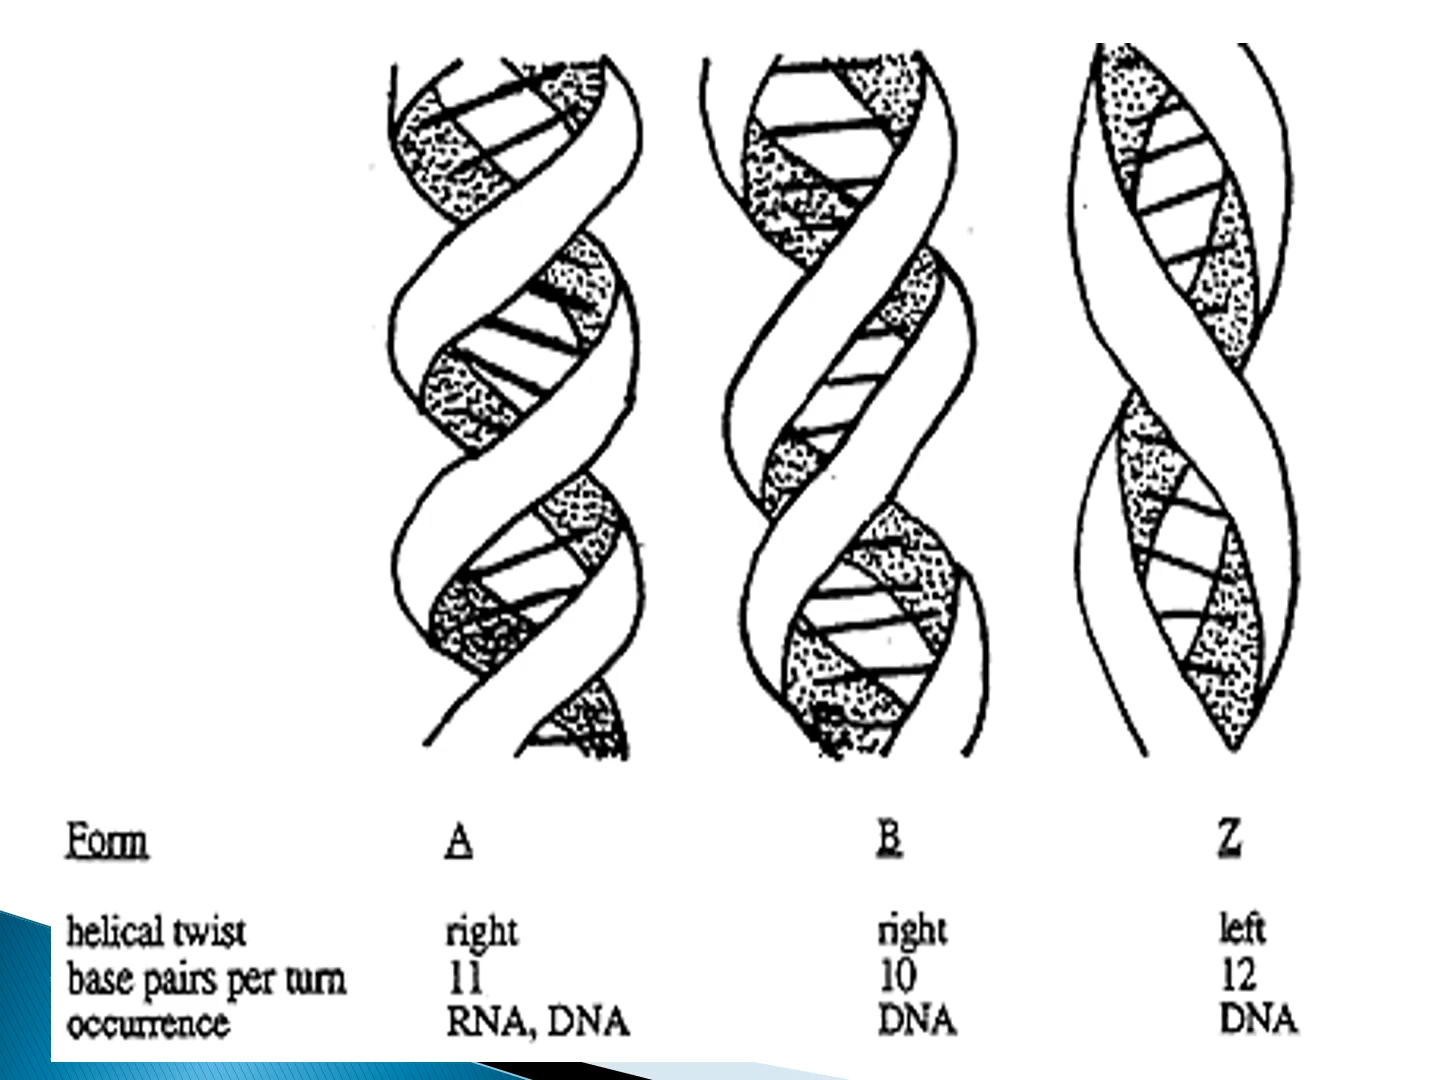 Form A B Z
helical twist right right left
base pairs per turn 11 10 12
occurrence RNA, DNA DNA DNA